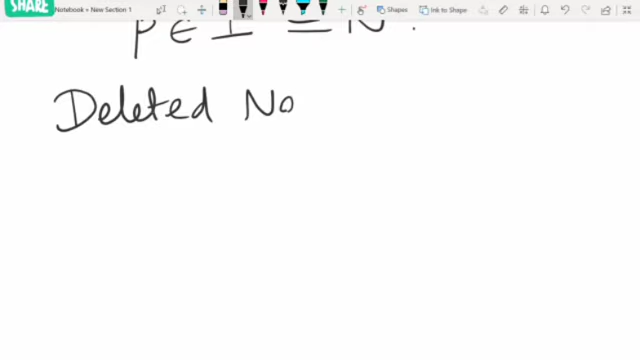 SHARE
Notebook » New Section 1
Shapes
Ink to Shape
p ∈ I ⊆ N .
Deleted No